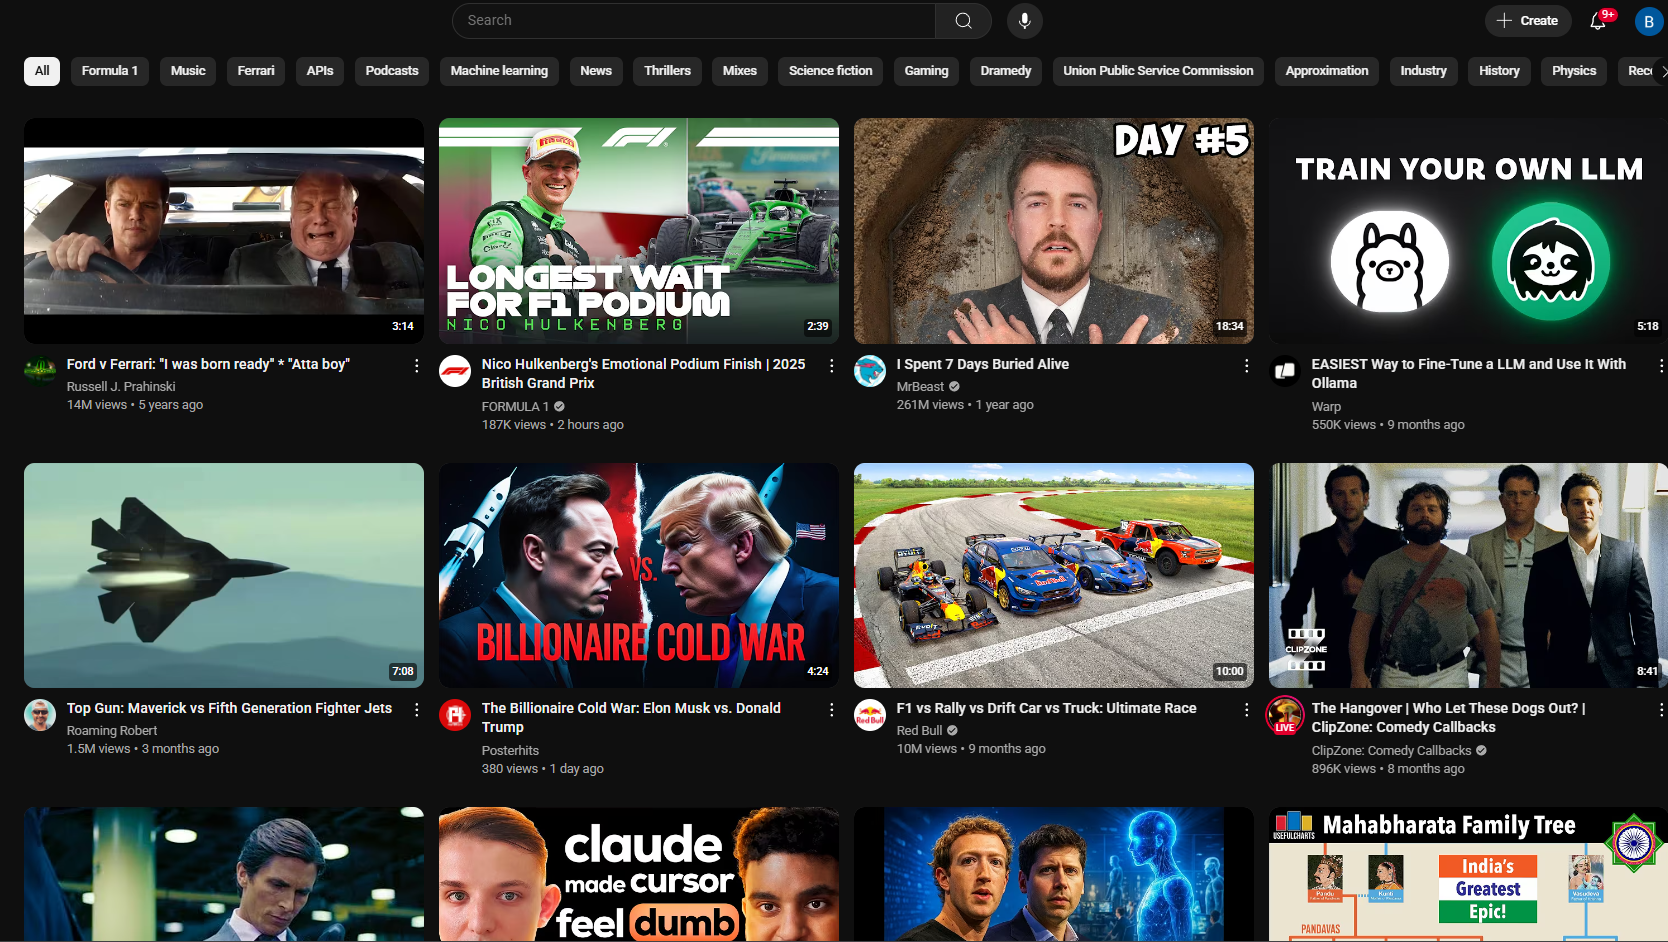 Search
Create
9+
B
All
Formula 1
Music
Ferrari
APIs
Podcasts
Machine learning
News
Thrillers
Mixes
Science fiction
Gaming
Dramedy
Union Public Service Commission
Approximation
Industry
History
Physics
3:14
Ford v Ferrari: "I was born ready" * "Atta boy"
Russell J. Prahinski
14M views • 5 years ago
LONGEST WAIT
FOR F1 PODIUM
NICO HULKENBERG
2:39
Nico Hulkenberg's Emotional Podium Finish | 2025
British Grand Prix
FORMULA 1
187K views • 2 hours ago
DAY #5
18:34
I Spent 7 Days Buried Alive
MrBeast
261M views • 1 year ago
TRAIN YOUR OWN LLM
5:18
EASIEST Way to Fine-Tune a LLM and Use It With
Ollama
Warp
550K views • 9 months ago
7:08
Top Gun: Maverick vs Fifth Generation Fighter Jets
Roaming Robert
1.5M views • 3 months ago
VS.
BILLIONAIRE COLD WAR
4:24
The Billionaire Cold War: Elon Musk vs. Donald
Trump
Posterhits
380 views • 1 day ago
10:00
Red Bull
F1 vs Rally vs Drift Car vs Truck: Ultimate Race
Red Bull
10M views • 9 months ago
CLIPZONE
8:41
LIVE
The Hangover | Who Let These Dogs Out? |
ClipZone: Comedy Callbacks
ClipZone: Comedy Callbacks
896K views • 8 months ago
claude
made cursor
feel dumb
USEFULCHARTS
Mahabharata Family Tree
India's
Greatest
Epic!
Pandu
Kunti
Vasudeva
PANDAVAS